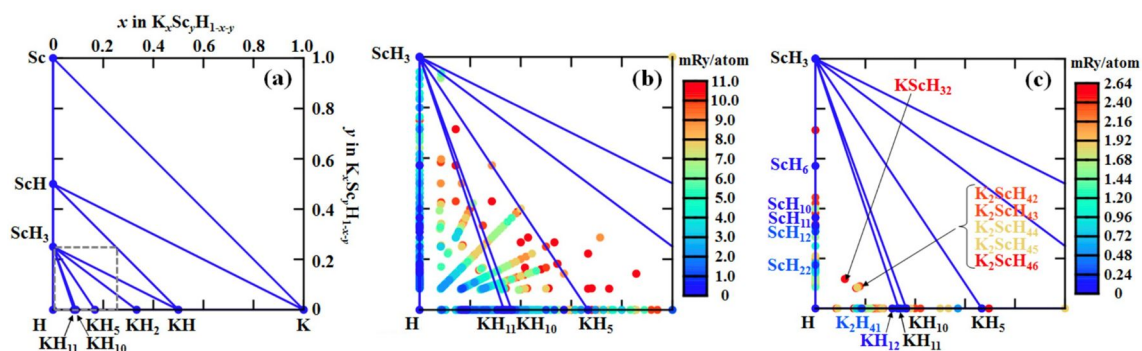 x in KₓScᵧH₁₋ₓ₋ᵧ
0 0.2 0.4 0.6 0.8 1.0
(a)
Sc
ScH
ScH₃
1.0
0.8
0.6
0.4
0.2
0
y in KₓScᵧH₁₋ₓ₋ᵧ
H KH₅ KH₂ KH K
KH₁₁ KH₁₀
(b)
ScH₃
mRy/atom
11.0
10.0
9.0
8.0
7.0
6.0
5.0
4.0
3.0
2.0
1.0
0.0
H KH₁₁ KH₁₀ KH₅
(c)
ScH₃
KScH₃₂
ScH₆
ScH₁₀
ScH₁₁
ScH₁₂
ScH₂₂
K₂ScH₄₂
K₂ScH₄₃
K₂ScH₄₄
K₂ScH₄₅
K₂ScH₄₆
mRy/atom
2.64
2.40
2.16
1.92
1.68
1.44
1.20
0.96
0.72
0.48
0.24
0.00
H K₂H₄₁ KH₁₀ KH₅
KH₁₂ KH₁₁